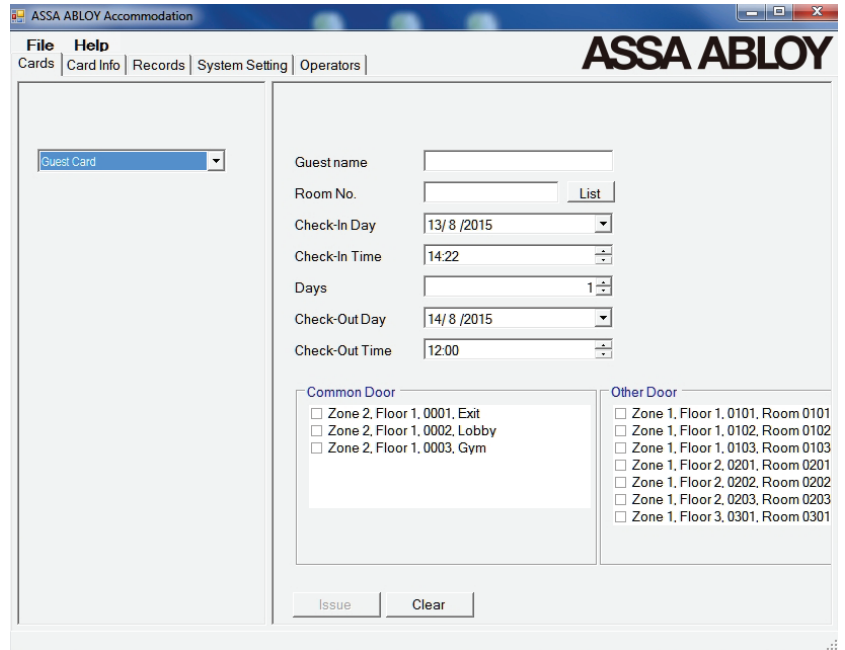 ASSA ABLOY Accommodation
File Help
ASSA ABLOY
Cards Card Info Records System Setting Operators
Guest Card
Guest name
Room No. List
Check-In Day 13/ 8 /2015
Check-In Time 14:22
Days 1
Check-Out Day 14/ 8 /2015
Check-Out Time 12:00
Common Door
Zone 2, Floor 1, 0001, Exit
Zone 2, Floor 1, 0002, Lobby
Zone 2, Floor 1, 0003, Gym
Other Door
Zone 1, Floor 1, 0101, Room 0101
Zone 1, Floor 1, 0102, Room 0102
Zone 1, Floor 1, 0103, Room 0103
Zone 1, Floor 2, 0201, Room 0201
Zone 1, Floor 2, 0202, Room 0202
Zone 1, Floor 2, 0203, Room 0203
Zone 1, Floor 3, 0301, Room 0301
Issue Clear